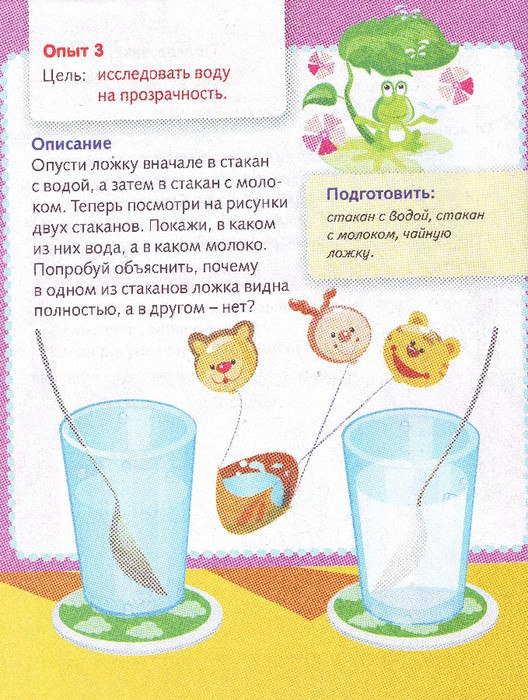 Опыт 3
Цель: исследовать воду
на прозрачность.
Описание
Опусти ложку вначале в стакан
с водой, а затем в стакан с моло-
ком. Теперь посмотри на рисунки
двух стаканов. Покажи, в каком
из них вода, а в каком молоко.
Попробуй объяснить, почему
в одном из стаканов ложка видна
полностью, а в другом – нет?
Подготовить:
стакан с водой, стакан
с молоком, чайную
ложку.